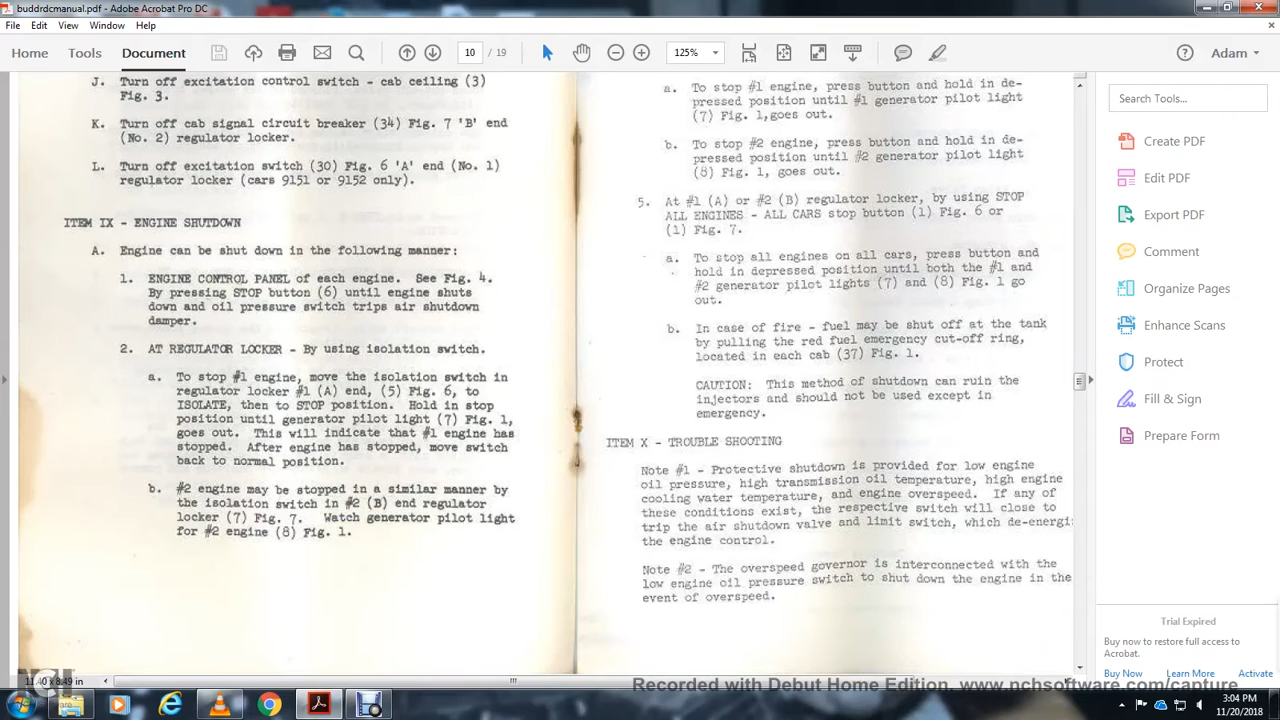 buddrdcmanual.pdf - Adobe Acrobat Pro DC
File Edit View Window Help
Home Tools Document 10 / 19 125% Adam
J. Turn off excitation control switch - cab ceiling (3)
Fig. 3.
K. Turn off cab signal circuit breaker (34) Fig. 7 'B' end
(No. 2) regulator locker.
L. Turn off excitation switch (30) Fig. 6 'A' end (No. 1)
regulator locker (cars 9151 or 9152 only).
ITEM IX - ENGINE SHUTDOWN
A. Engine can be shut down in the following manner:
1. ENGINE CONTROL PANEL of each engine. See Fig. 4.
By pressing STOP button (6) until engine shuts
down and oil pressure switch trips air shutdown
damper.
2. AT REGULATOR LOCKER - By using isolation switch.
a. To stop #1 engine, move the isolation switch in
regulator locker #1 (A) end, (5) Fig. 6, to
ISOLATE, then to STOP position. Hold in stop
position until generator pilot light (7) Fig. 1,
goes out. This will indicate that #1 engine has
stopped. After engine has stopped, move switch
back to normal position.
b. #2 engine may be stopped in a similar manner by
the isolation switch in #2 (B) end regulator
locker (7) Fig. 7. Watch generator pilot light
for #2 engine (8) Fig. 1.
a. To stop #1 engine, press button and hold in de-
pressed position until #1 generator pilot light
(7) Fig. 1, goes out.
b. To stop #2 engine, press button and hold in de-
pressed position until #2 generator pilot light
(8) Fig. 1, goes out.
5. At #1 (A) or #2 (B) regulator locker, by using STOP
ALL ENGINES - ALL CARS stop button (1) Fig. 6 or
(1) Fig. 7.
a. To stop all engines on all cars, press button and
hold in depressed position until both the #1 and
#2 generator pilot lights (7) and (8) Fig. 1 go
out.
b. In case of fire - fuel may be shut off at the tank
by pulling the red fuel emergency cut-off ring,
located in each cab (37) Fig. 1.
CAUTION: This method of shutdown can ruin the
injectors and should not be used except in
emergency.
ITEM X - TROUBLE SHOOTING
Note #1 - Protective shutdown is provided for low engine
oil pressure, high transmission oil temperature, high engine
cooling water temperature, and engine overspeed. If any of
these conditions exist, the respective switch will close to
trip the air shutdown valve and limit switch, which de-energi
the engine control.
Note #2 - The overspeed governor is interconnected with the
low engine oil pressure switch to shut down the engine in the
event of overspeed.
Search Tools...
Create PDF
Edit PDF
Export PDF
Comment
Organize Pages
Enhance Scans
Protect
Fill & Sign
Prepare Form
Trial Expired
Buy now to restore full access to
Acrobat.
Buy Now Learn More Activate
11.40 x 8.49 in
Recorded with Debut Home Edition. www.nchsoftware.com/capture
3:04 PM
11/20/2018